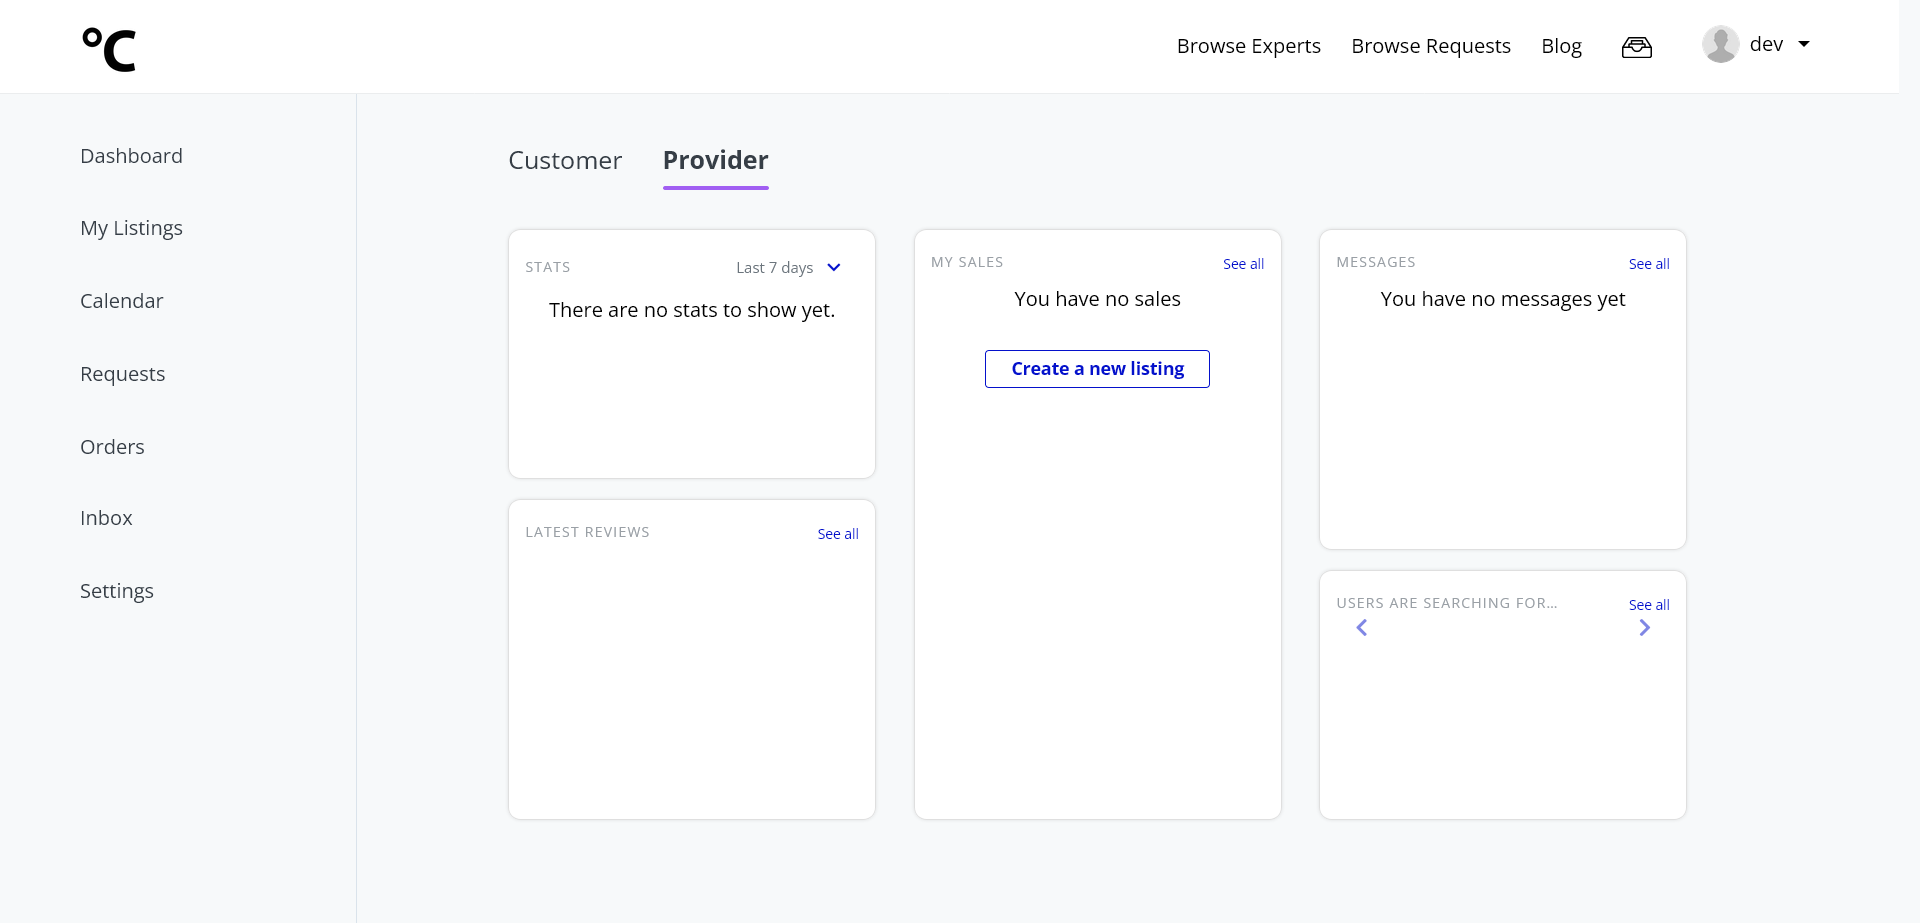 °C
Browse Experts
Browse Requests
Blog
dev
Dashboard
My Listings
Calendar
Requests
Orders
Inbox
Settings
Customer
Provider
STATS
Last 7 days
There are no stats to show yet.
LATEST REVIEWS
See all
MY SALES
See all
You have no sales
Create a new listing
MESSAGES
See all
You have no messages yet
USERS ARE SEARCHING FOR...
See all